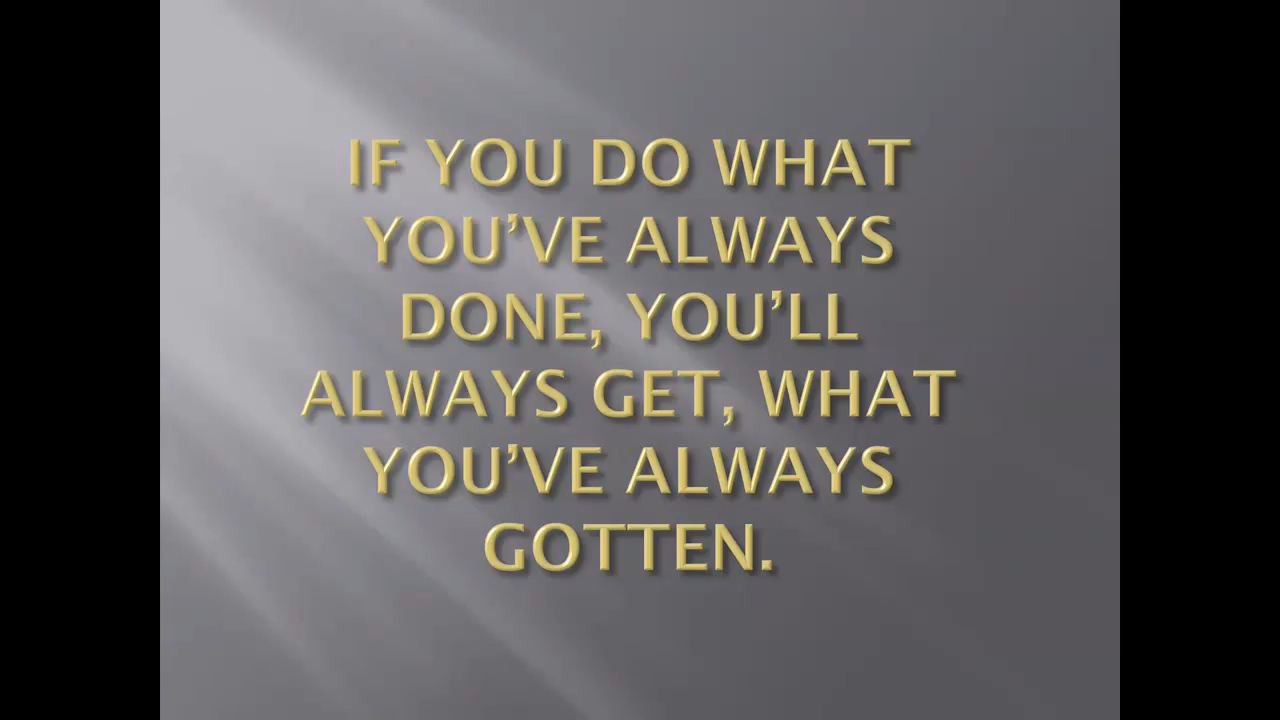 IF YOU DO WHAT
YOU’VE ALWAYS
DONE, YOU’LL
ALWAYS GET, WHAT
YOU’VE ALWAYS
GOTTEN.